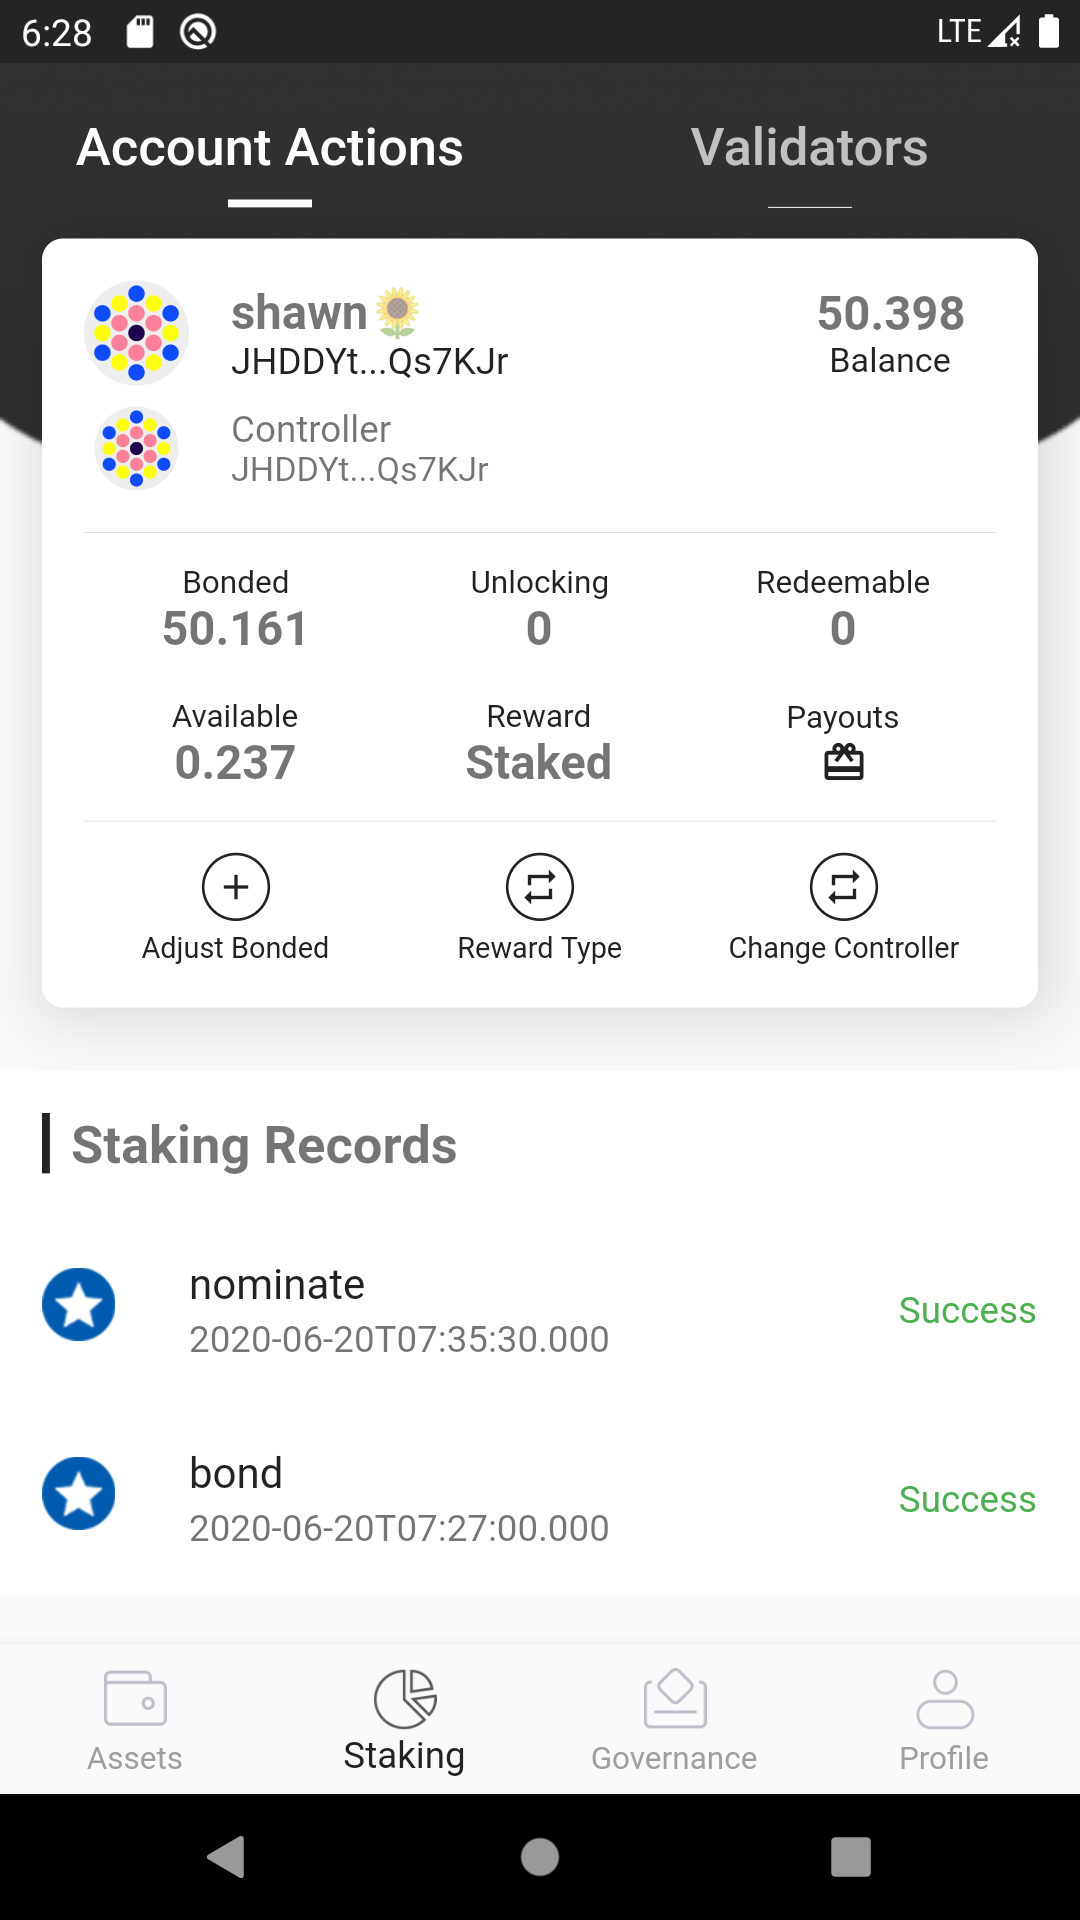 6:28
LTE
Account Actions
Validators
shawn🌻
50.398
JHDDYt...Qs7KJr
Balance
Controller
JHDDYt...Qs7KJr
Bonded
Unlocking
Redeemable
50.161
0
0
Available
Reward
Payouts
0.237
Staked
Adjust Bonded
Reward Type
Change Controller
Staking Records
nominate
2020-06-20T07:35:30.000
Success
bond
2020-06-20T07:27:00.000
Success
Assets
Staking
Governance
Profile